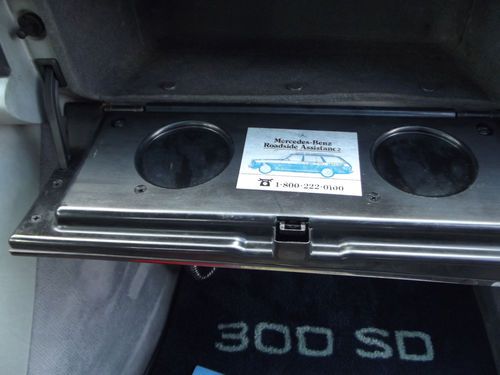 Mercedes-Benz
Roadside Assistance
1-800-222-0100
300 SD